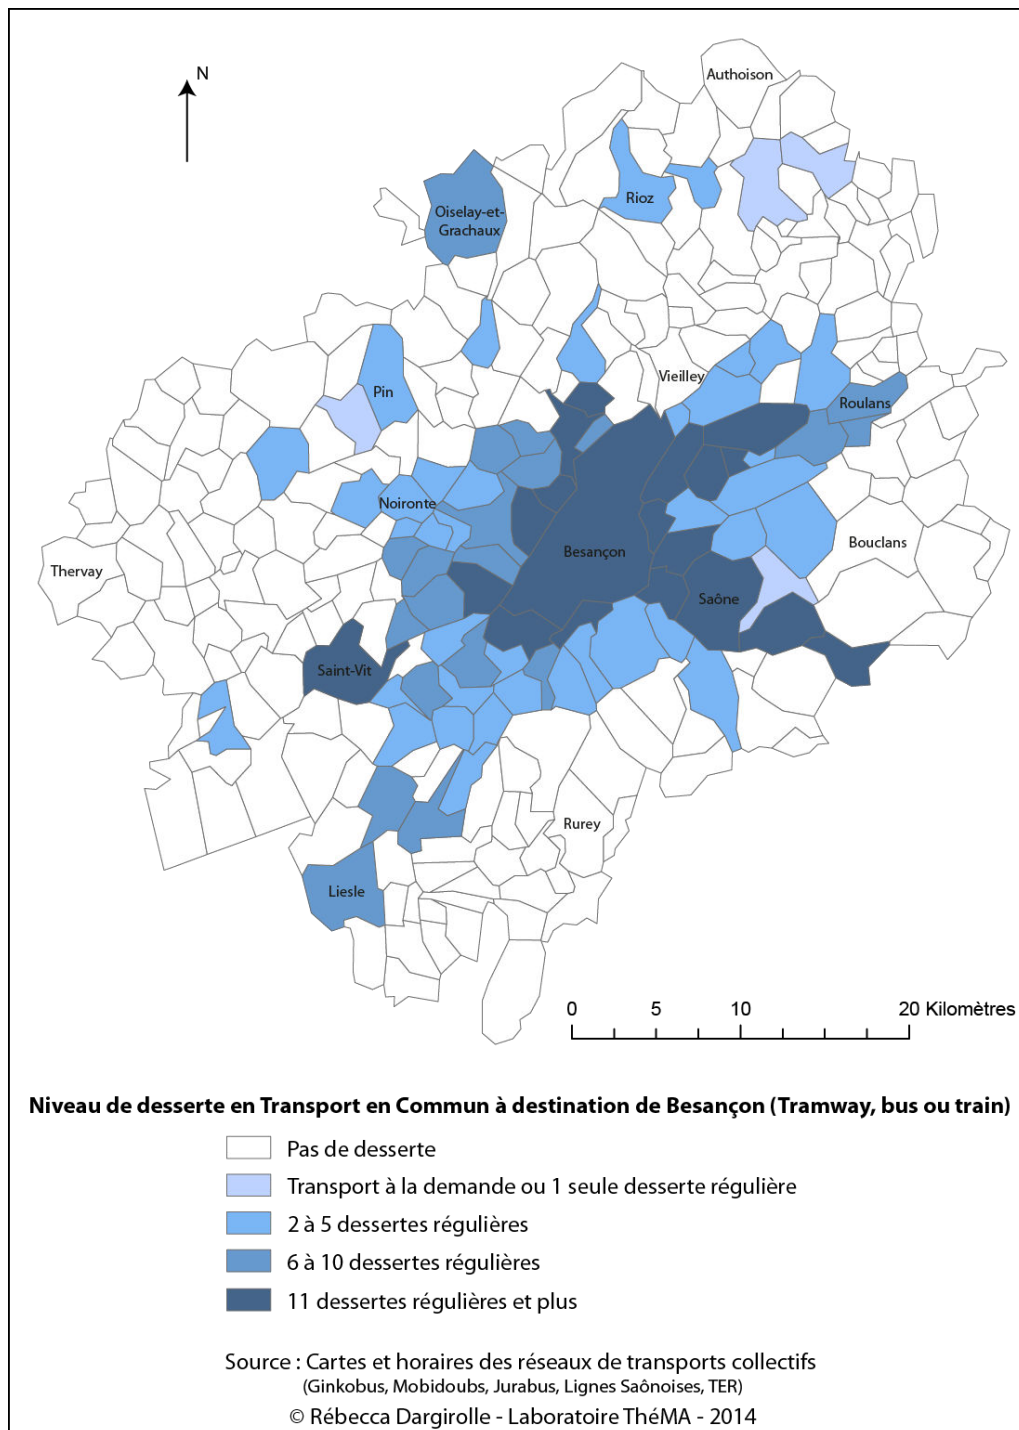 N
Authoison
Rioz
Oiselay-et-
Grachaux
Vieilley
Pin
Roulans
Noironte
Besançon
Bouclans
Thervay
Saône
Saint-Vit
Rurey
Liesle
0 5 10 20 Kilomètres
Niveau de desserte en Transport en Commun à destination de Besançon (Tramway, bus ou train)
Pas de desserte
Transport à la demande ou 1 seule desserte régulière
2 à 5 dessertes régulières
6 à 10 dessertes régulières
11 dessertes régulières et plus
Source : Cartes et horaires des réseaux de transports collectifs
(Ginkobus, Mobidoubs, Jurabus, Lignes Saônoises, TER)
© Rébecca Dargirolle - Laboratoire ThéMA - 2014